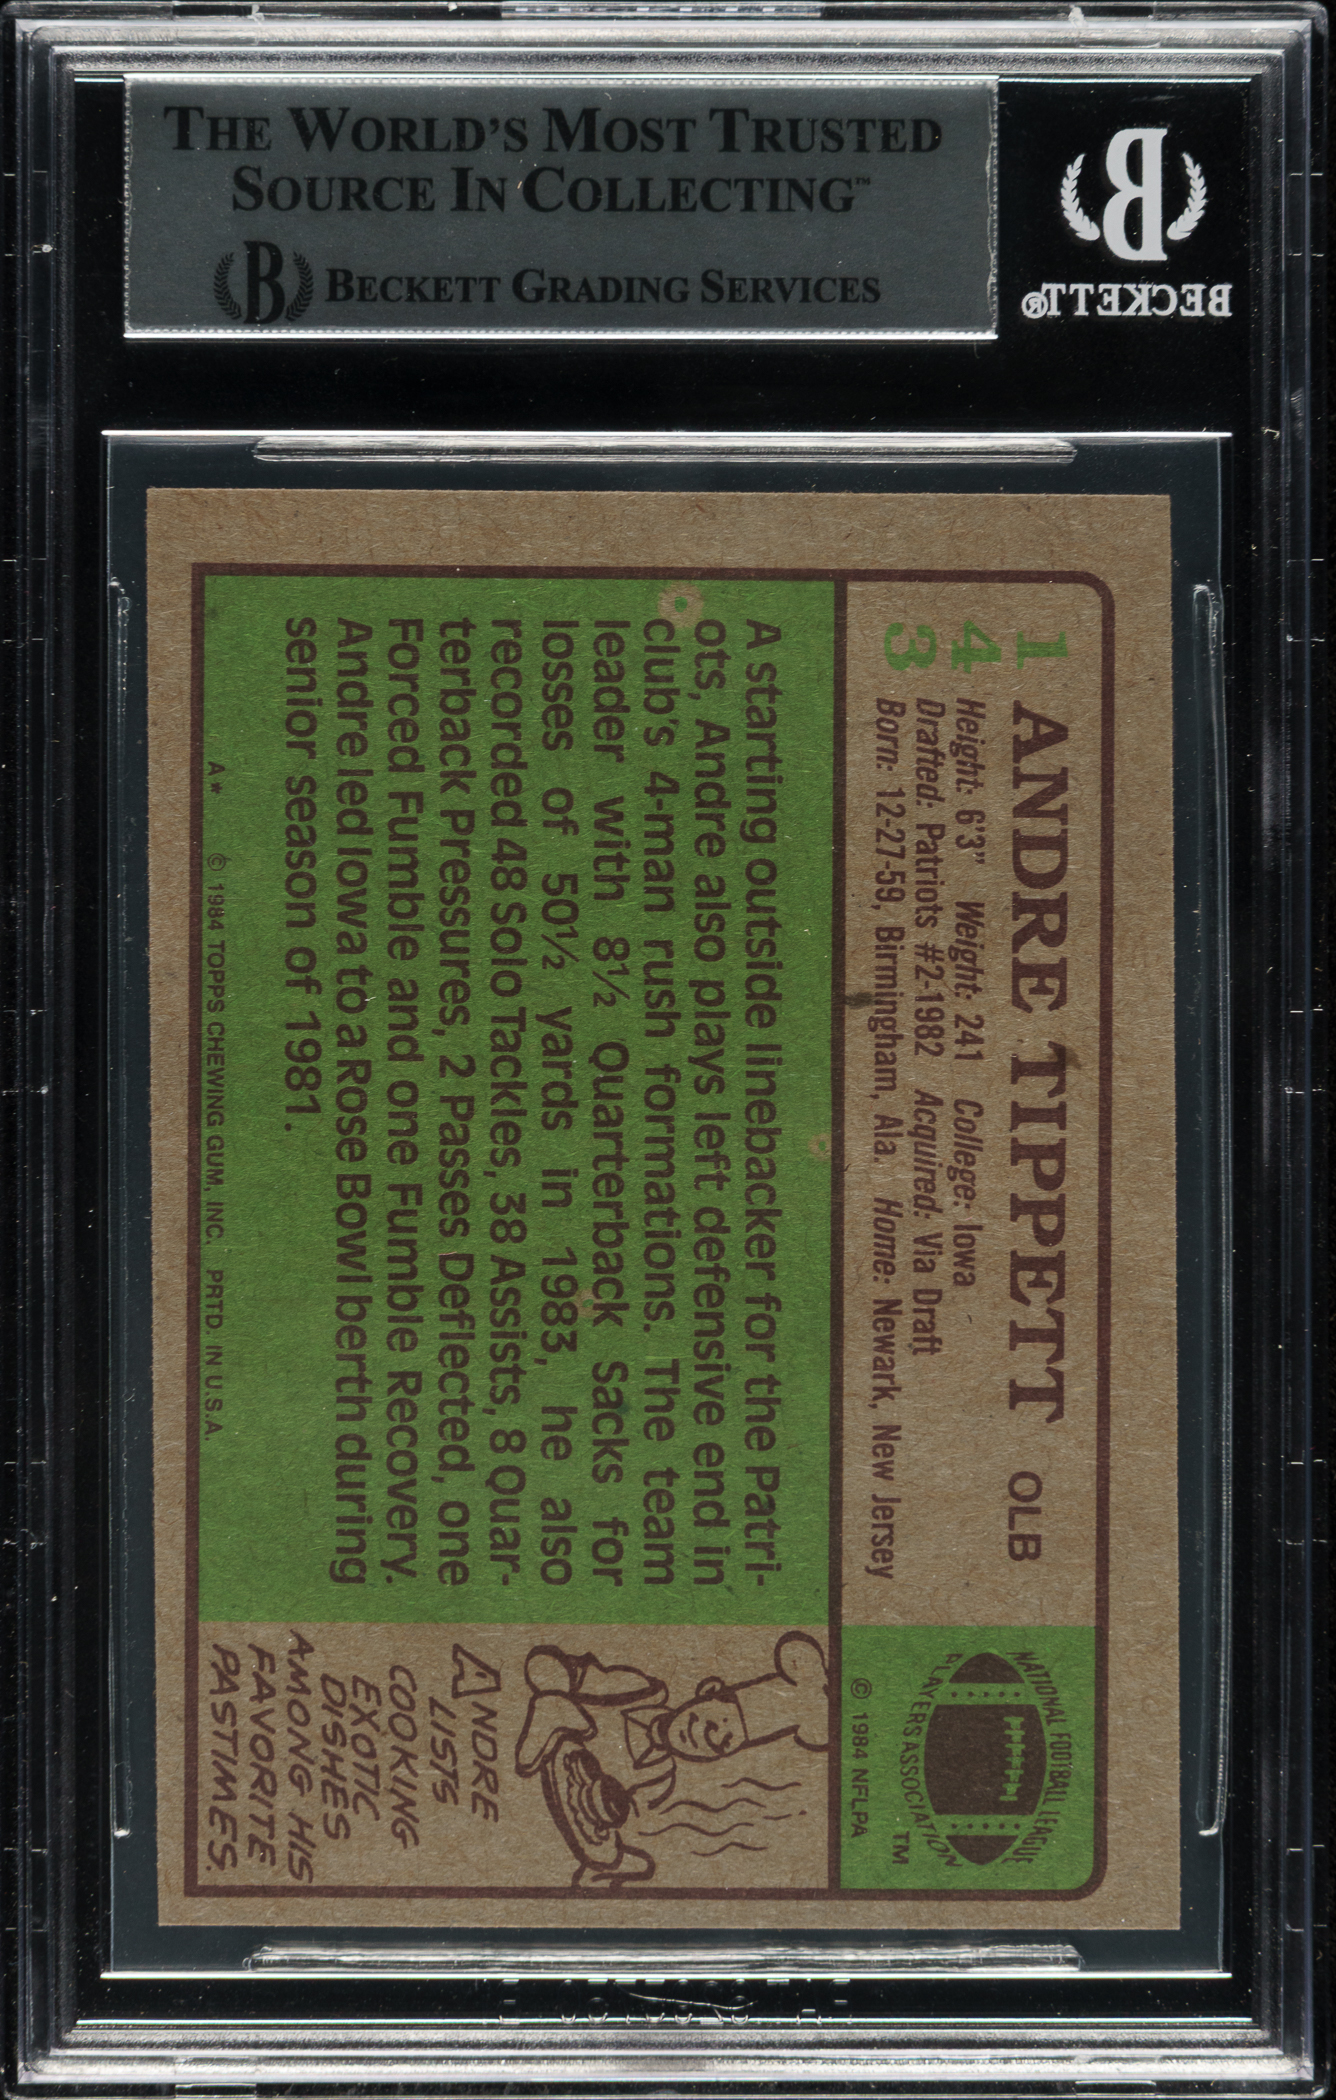 THE WORLD'S MOST TRUSTED
SOURCE IN COLLECTING™
B BECKETT GRADING SERVICES
B
BECKETT®
143
ANDRE TIPPETT OLB
Height: 6'3" Weight: 241 College: Iowa
Drafted: Patriots #2-1982 Acquired: Via Draft
Born: 12-27-59, Birmingham, Ala. Home: Newark, New Jersey
NATIONAL FOOTBALL LEAGUE
PLAYERS ASSOCIATION
TM
© 1984 NFLPA
A starting outside linebacker for the Patri-
ots, Andre also plays left defensive end in
club's 4-man rush formations. The team
leader with 8½ Quarterback Sacks for
losses of 50½ yards in 1983, he also
recorded 48 Solo Tackles, 38 Assists, 8 Quar-
terback Pressures, 2 Passes Deflected, one
Forced Fumble and one Fumble Recovery.
Andre led Iowa to a Rose Bowl berth during
senior season of 1981.
A* © 1984 TOPPS CHEWING GUM, INC. PRTD. IN U.S.A.
ANDRE
LISTS
COOKING
EXOTIC
DISHES
AMONG HIS
FAVORITE
PASTIMES.